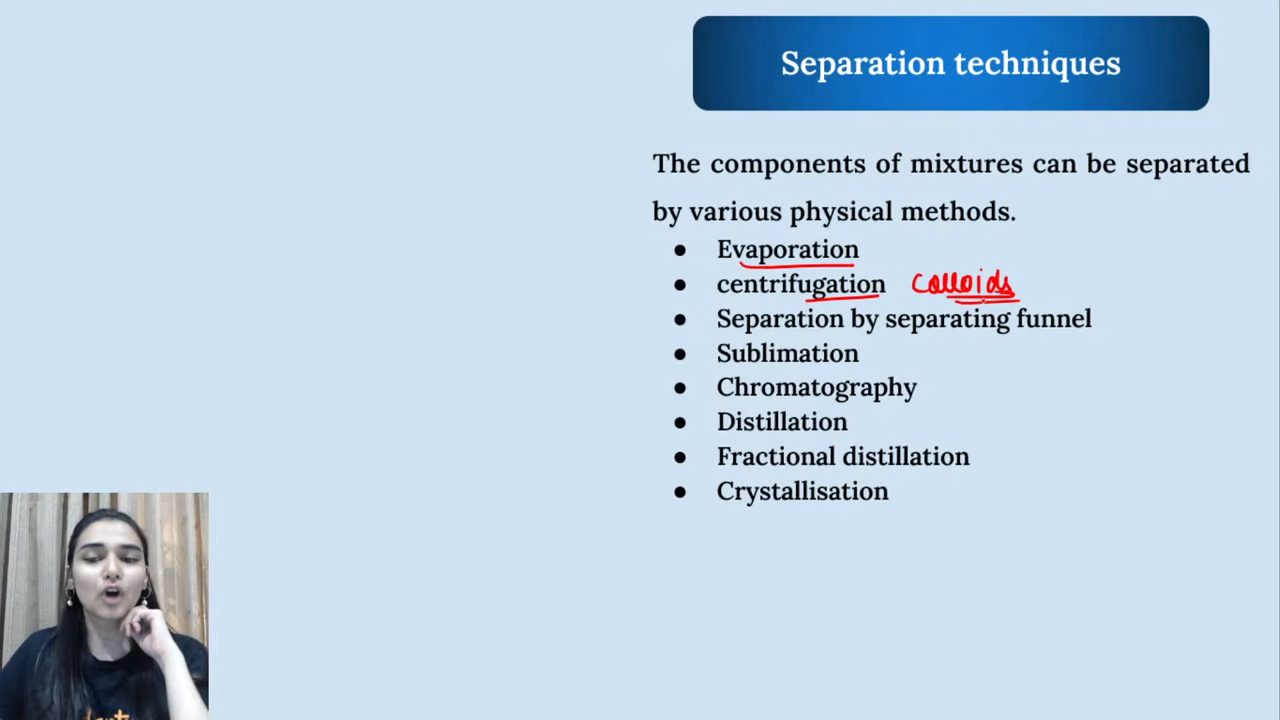 Separation techniques
The components of mixtures can be separated
by various physical methods.
● Evaporation
● centrifugation colloids
● Separation by separating funnel
● Sublimation
● Chromatography
● Distillation
● Fractional distillation
● Crystallisation